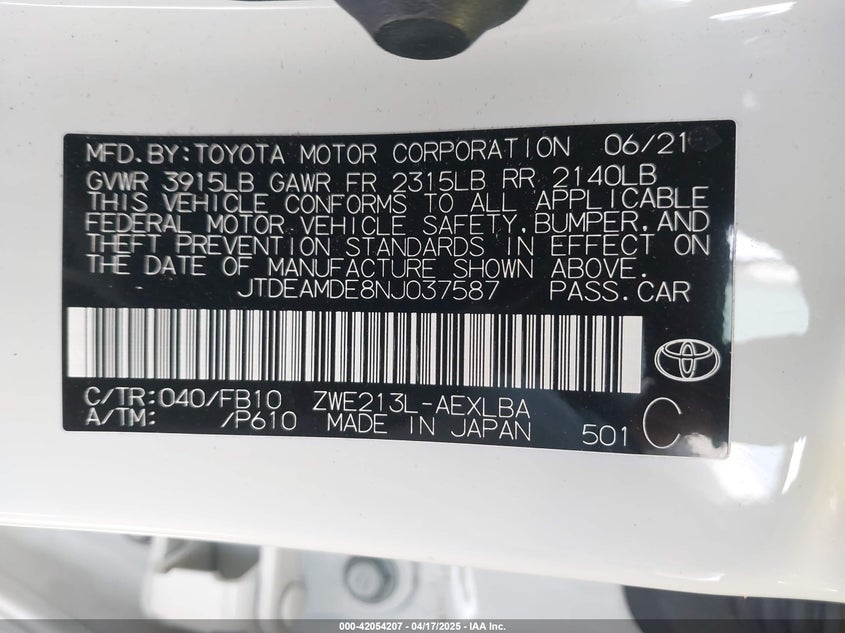 MFD.BY:TOYOTA MOTOR CORPORATION 06/21
GVWR 3915LB GAWR FR 2315LB RR 2140LB
THIS VEHICLE CONFORMS TO ALL APPLICABLE
FEDERAL MOTOR VEHICLE SAFETY,BUMPER,AND
THEFT PREVENTION STANDARDS IN EFFECT ON
THE DATE OF MANUFACTURE SHOWN ABOVE.
JTDEAMDE8NJ037587 PASS.CAR
C/TR:040/FB10 ZWE213L-AEXLBA
A/TM: /P610 MADE IN JAPAN 501 C
000-42054207 - 04/17/2025 - IAA Inc.